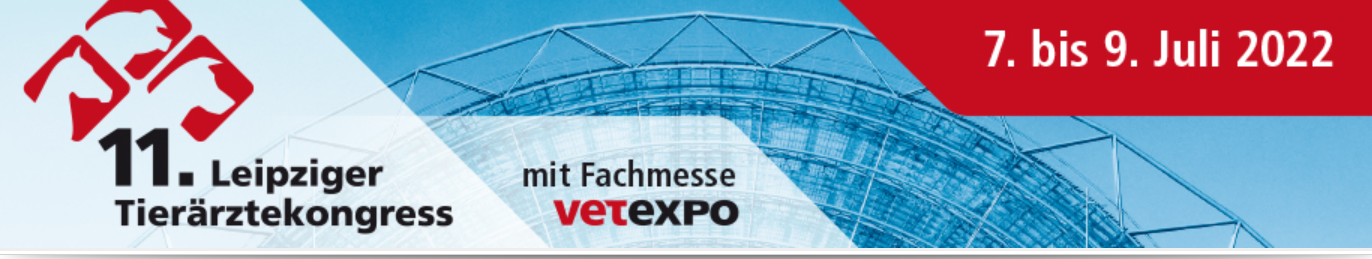 11. Leipziger
Tierärztekongress
mit Fachmesse
vetexpo
7. bis 9. Juli 2022